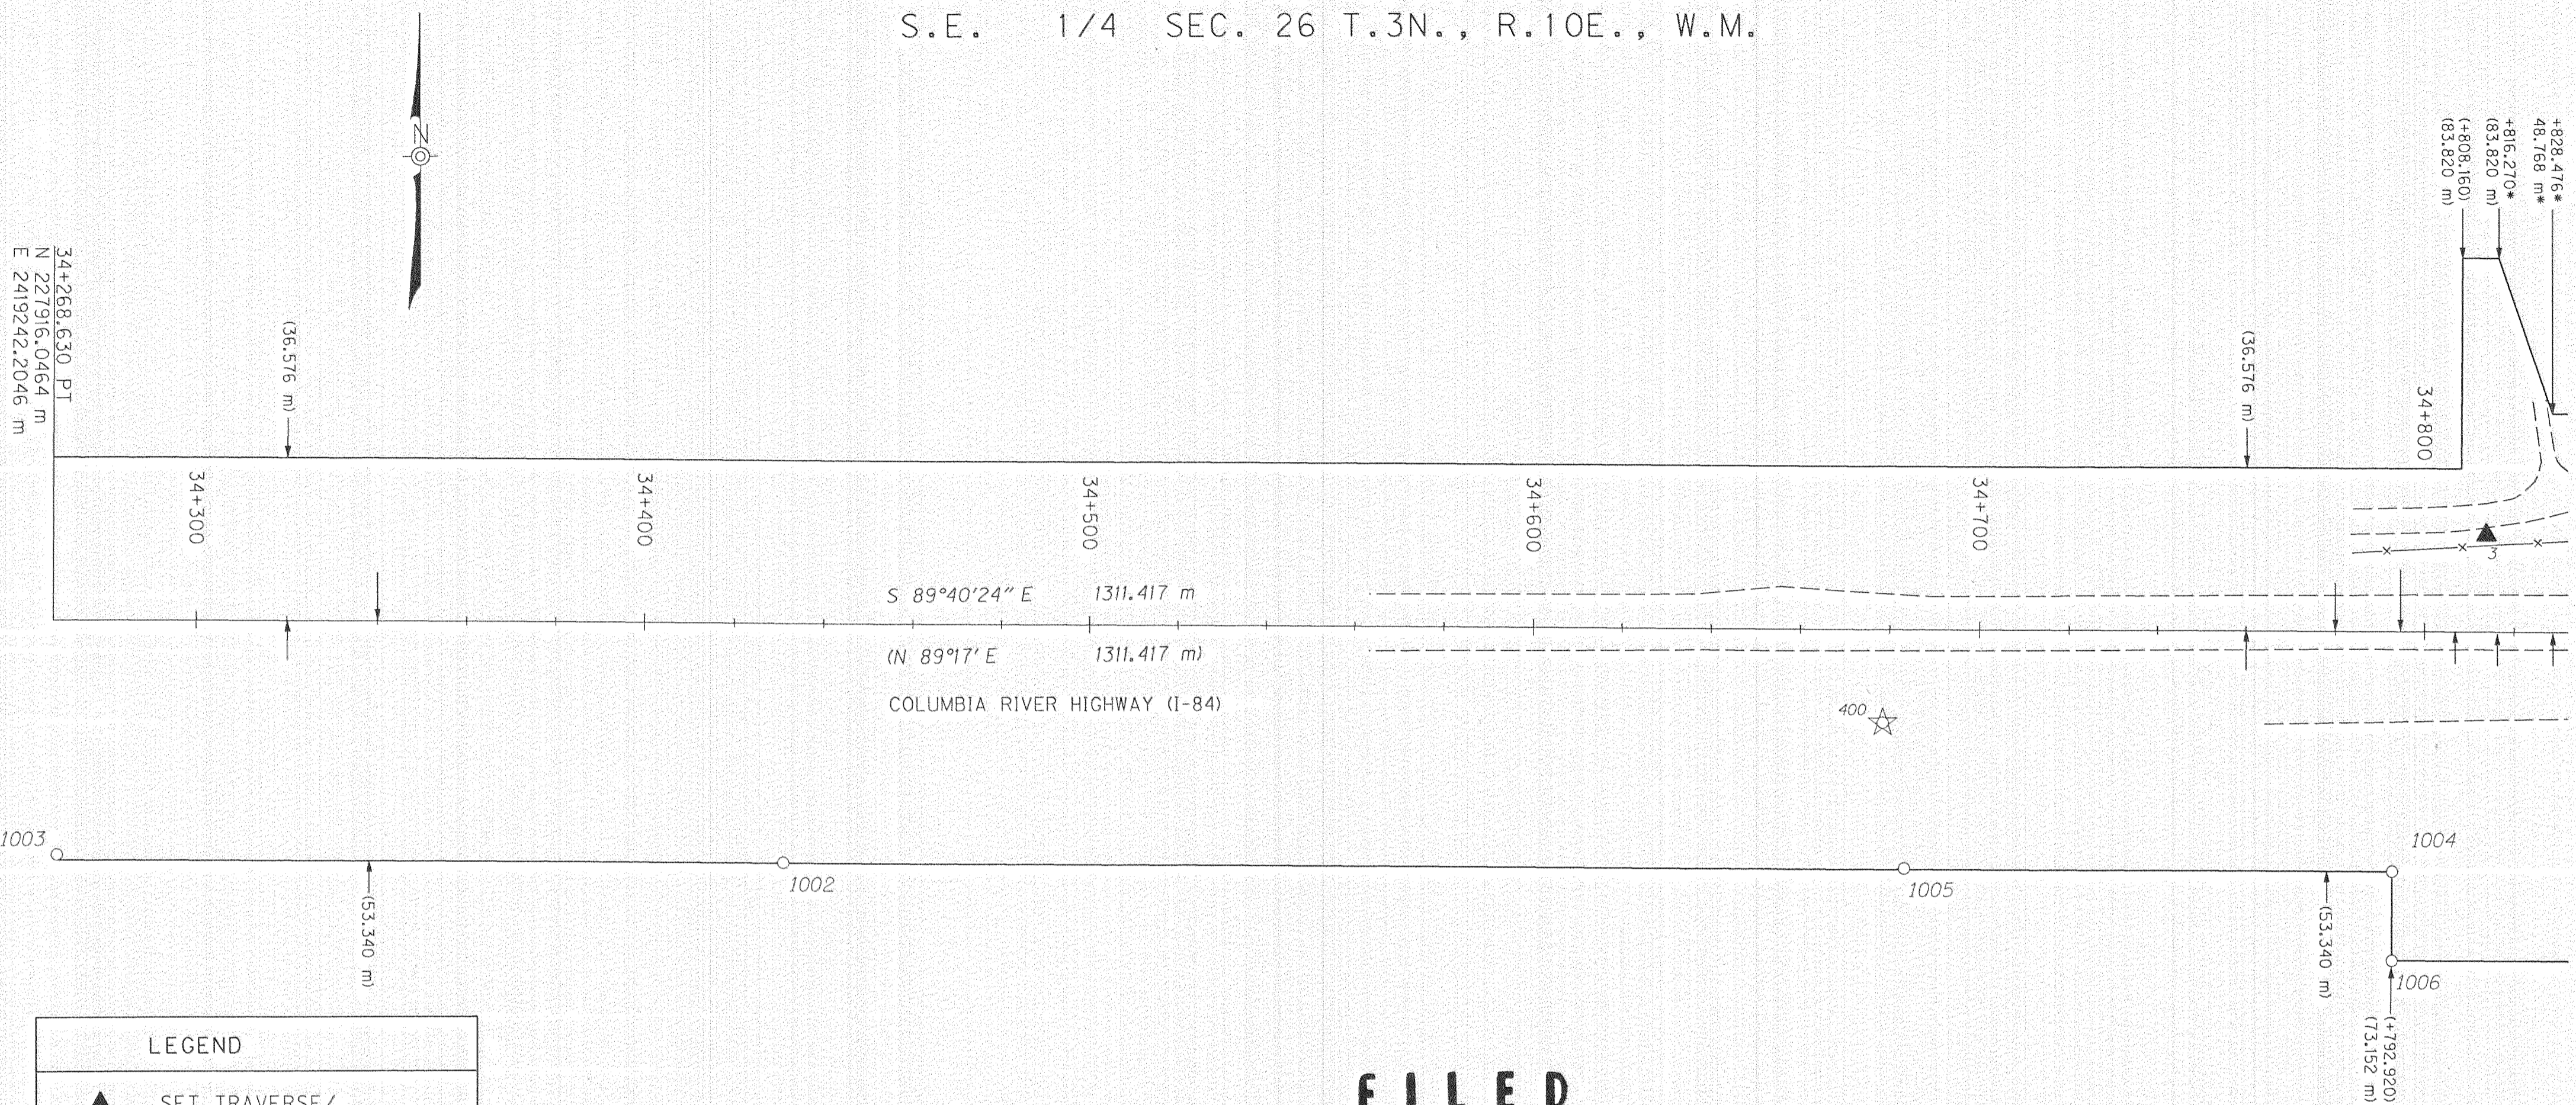 S.E. 1/4 SEC. 26 T.3N., R.10E., W.M.
N
34+268.630 PT
N 227916.0464 m
E 2419242.2046 m
(36.576 m)
(36.576 m)
34+800
(+808.160)
(83.820 m)
+816.270*
(83.820 m)
+828.476*
48.768 m*
34+300
34+400
34+500
34+600
34+700
3
S 89°40'24" E 1311.417 m
(N 89°17' E 1311.417 m)
COLUMBIA RIVER HIGHWAY (I-84)
400
1003
1002
1005
1004
(53.340 m)
(53.340 m)
1006
(+792.920)
(73.152 m)
LEGEND
SET TRAVERSE/
FILED